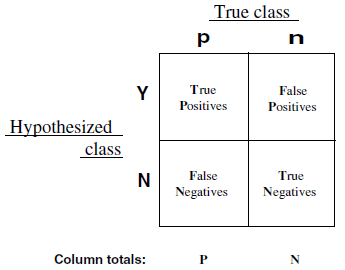 True class
p n
Y True Positives False Positives
Hypothesized class
N False Negatives True Negatives
Column totals: P N